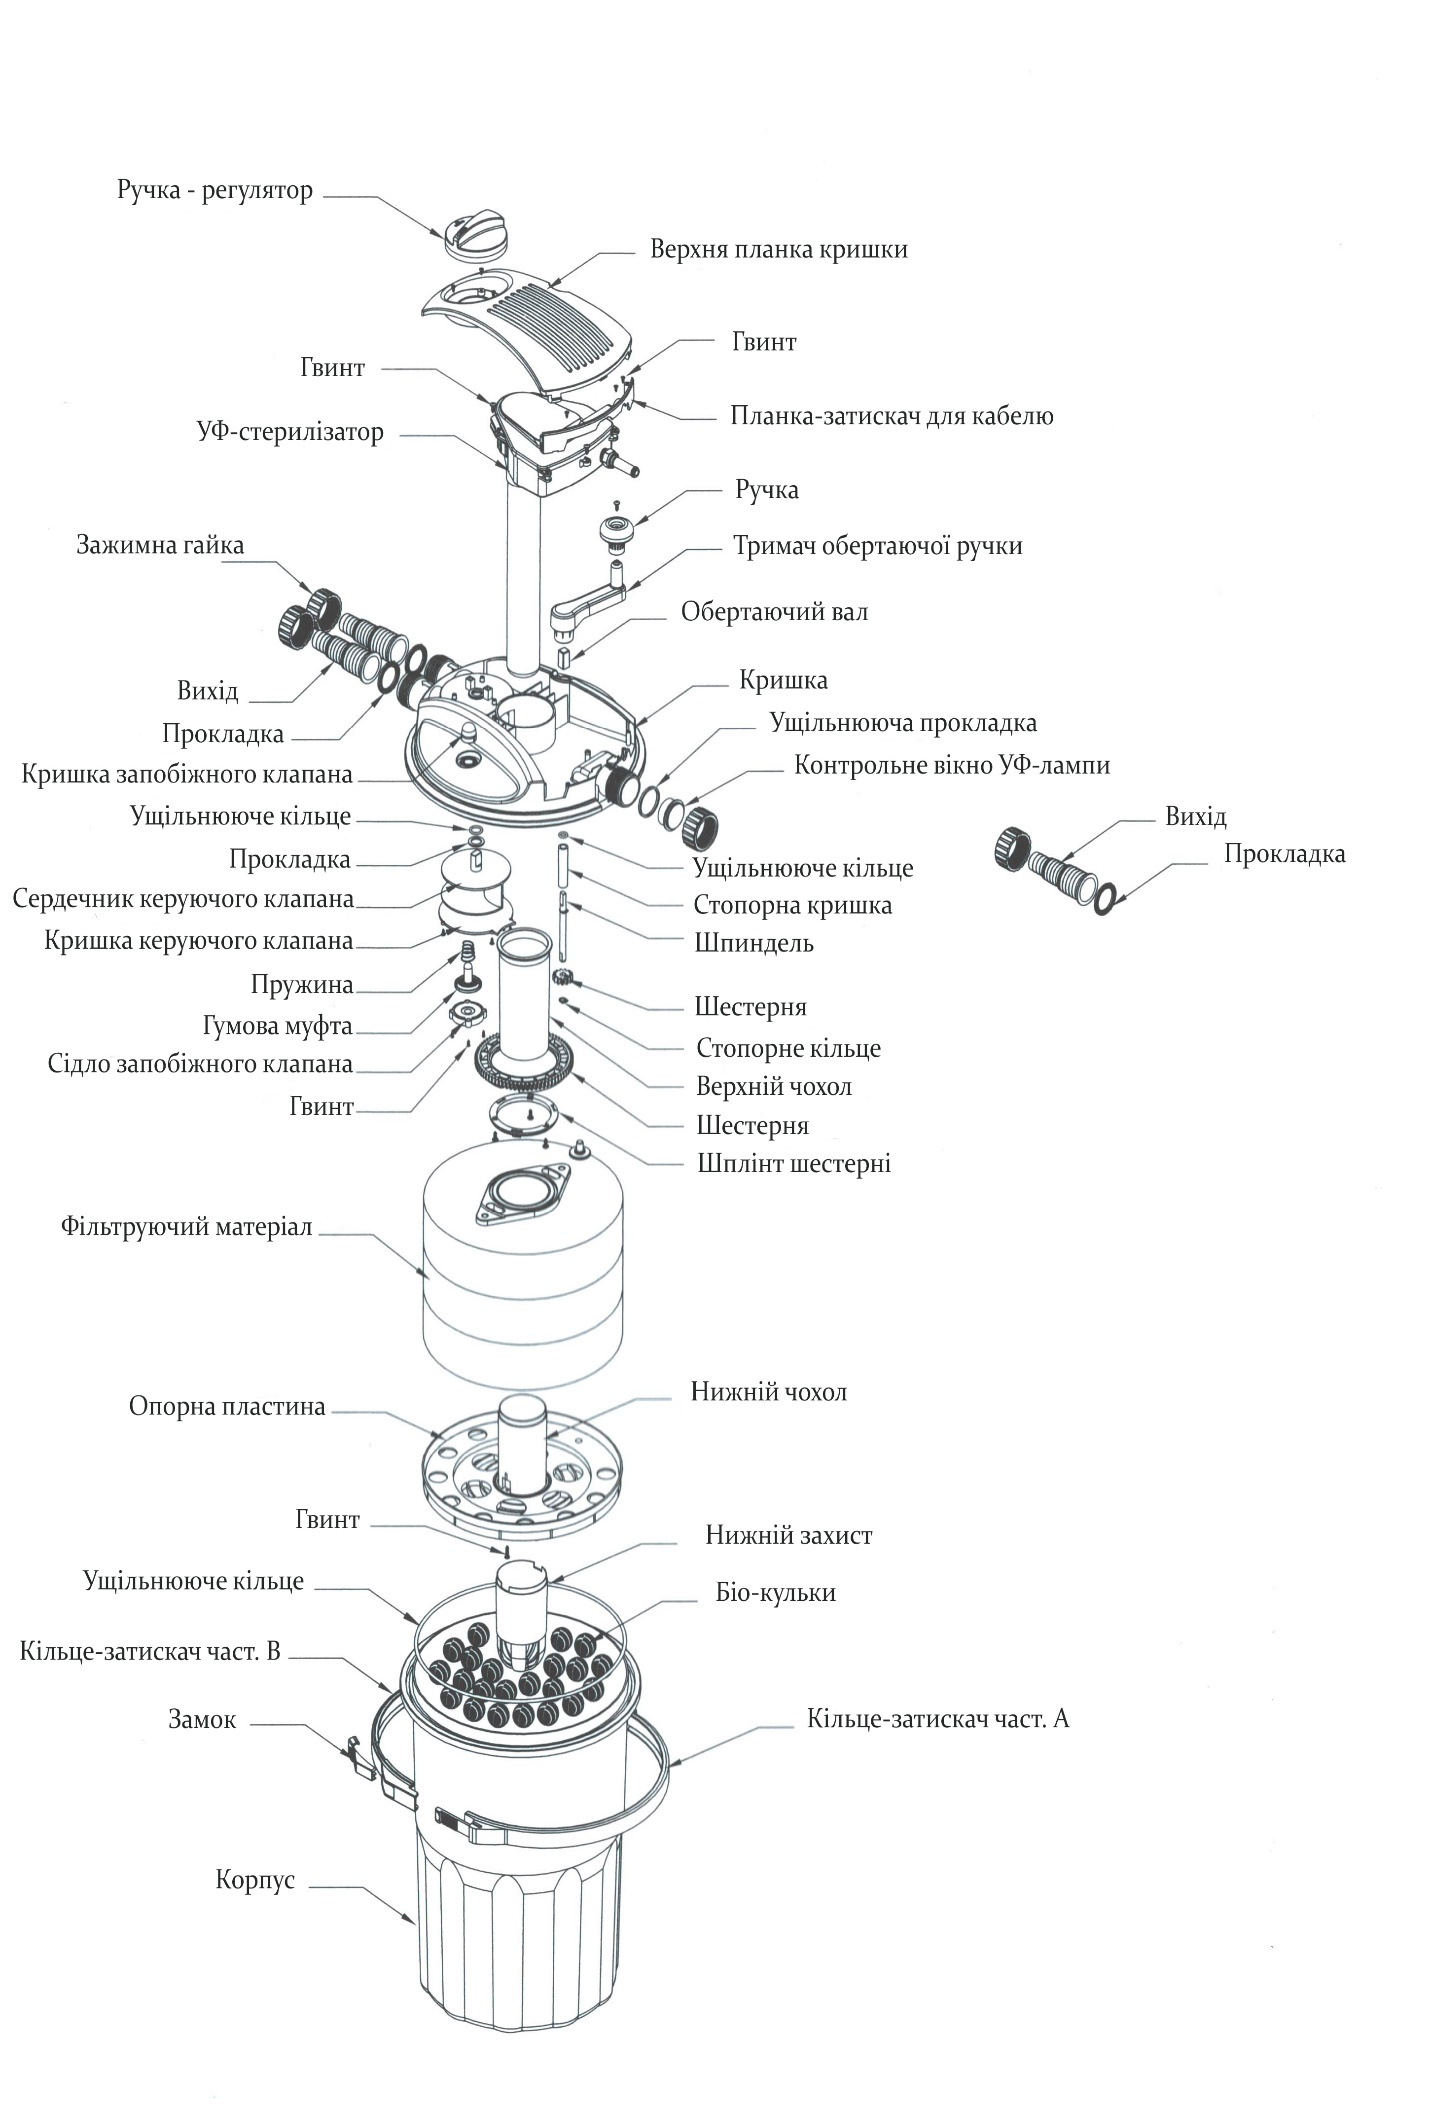 Ручка - регулятор
Верхня планка кришки
Гвинт
Гвинт
Планка-затискач для кабелю
УФ-стерилізатор
Ручка
Зажимна гайка
Тримач обертаючої ручки
Обертаючий вал
Кришка
Вихід
Ущільнююча прокладка
Прокладка
Контрольне вікно УФ-лампи
Кришка запобіжного клапана
Ущільнююче кільце
Вихід
Прокладка
Прокладка
Ущільнююче кільце
Сердечник керуючого клапана
Стопорна кришка
Кришка керуючого клапана
Шпиндель
Пружина
Шестерня
Гумова муфта
Стопорне кільце
Сідло запобіжного клапана
Верхній чохол
Гвинт
Шестерня
Шплінт шестерні
Фільтруючий матеріал
Нижній чохол
Опорна пластина
Гвинт
Нижній захист
Ущільнююче кільце
Біо-кульки
Кільце-затискач част. В
Замок
Кільце-затискач част. А
Корпус